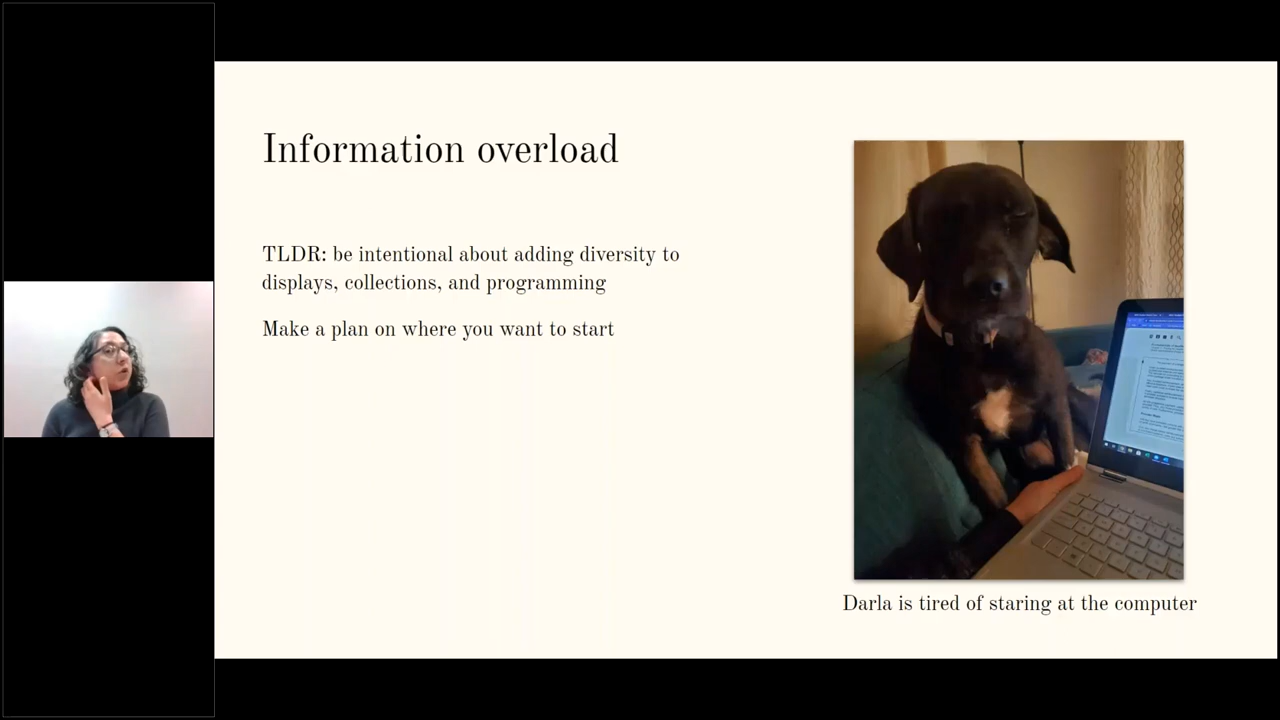 Information overload
TLDR: be intentional about adding diversity to
displays, collections, and programming
Make a plan on where you want to start
Darla is tired of staring at the computer